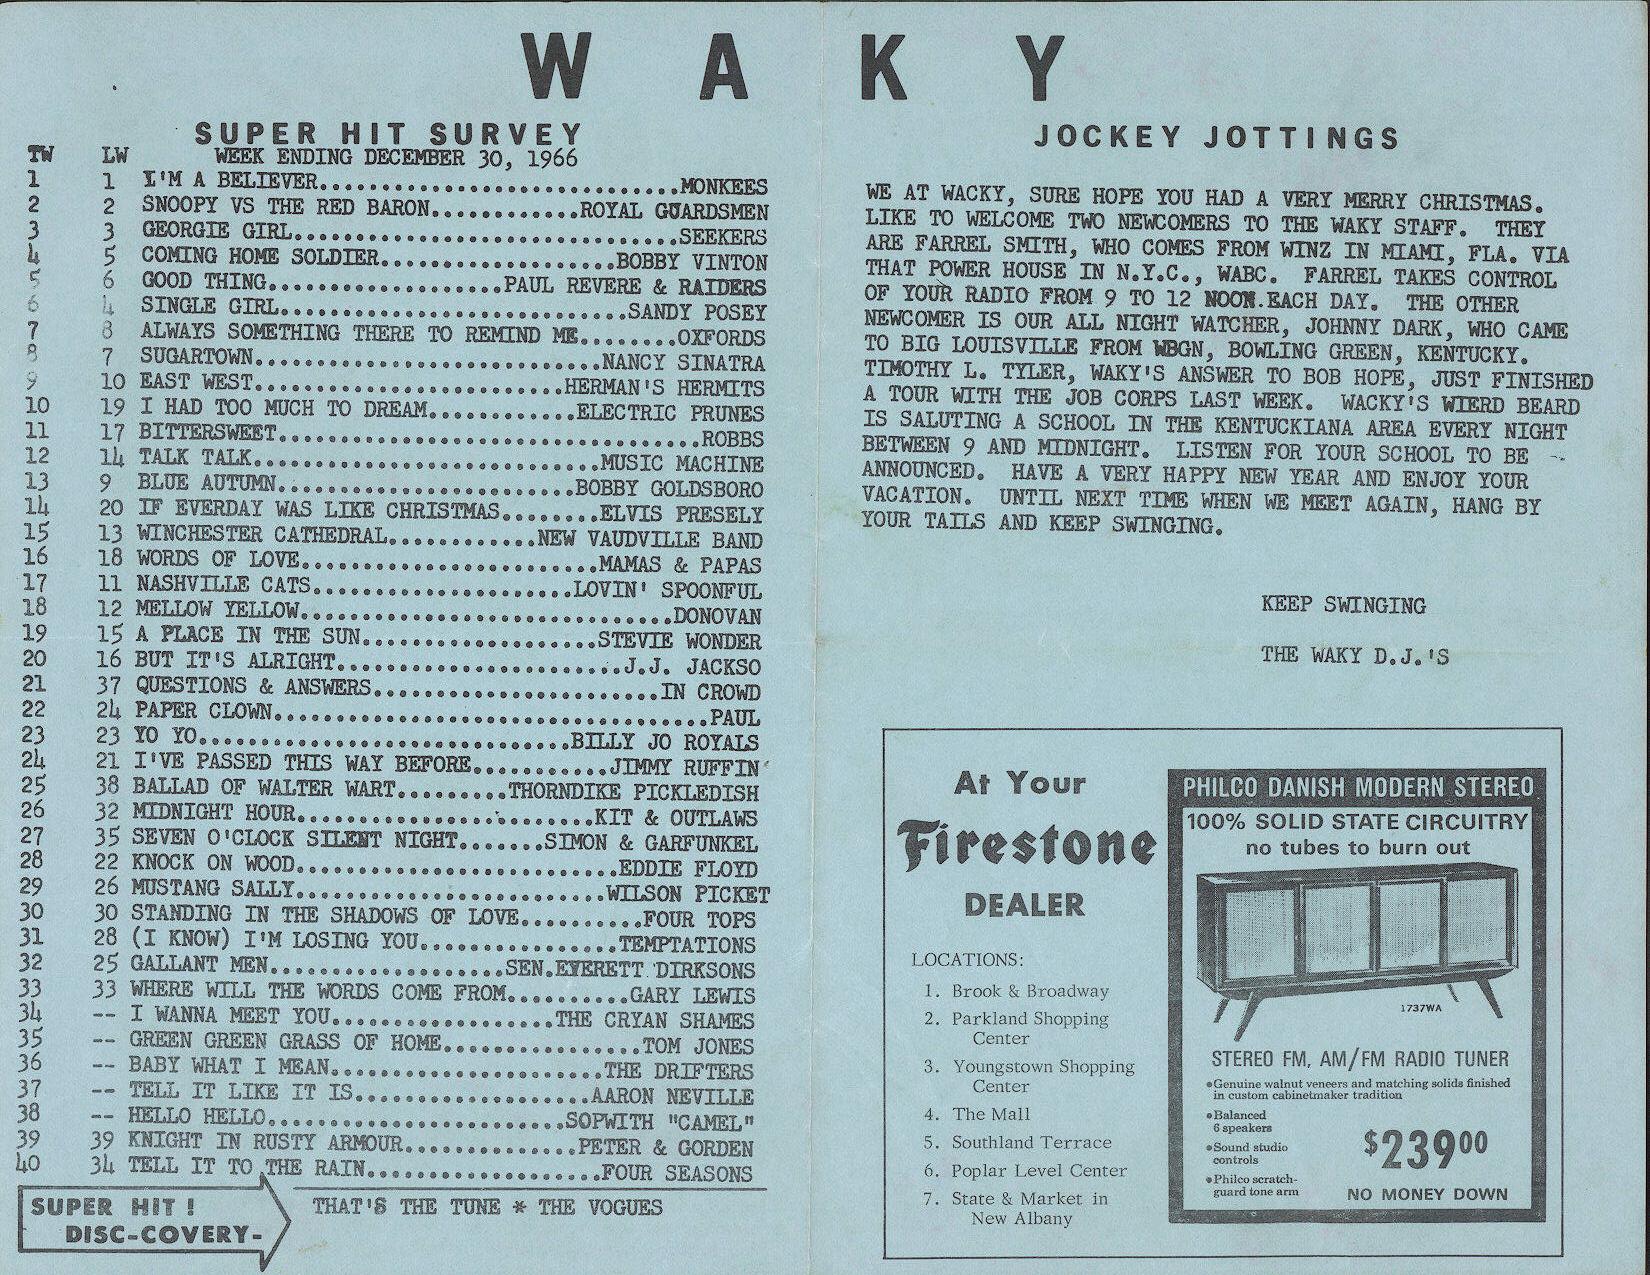 W A K Y
SUPER HIT SURVEY
TW LW WEEK ENDING DECEMBER 30, 1966
1 1 I'M A BELIEVER.............................MONKEES
2 2 SNOOPY VS THE RED BARON............ROYAL GUARDSMEN
3 3 GEORGIE GIRL...............................SEEKERS
4 5 COMING HOME SOLDIER...................BOBBY VINTON
5 6 GOOD THING...................PAUL REVERE & RAIDERS
6 4 SINGLE GIRL............................SANDY POSEY
7 8 ALWAYS SOMETHING THERE TO REMIND ME........OXFORDS
8 7 SUGARTOWN............................NANCY SINATRA
9 10 EAST WEST.........................HERMAN'S HERMITS
10 19 I HAD TOO MUCH TO DREAM............ELECTRIC PRUNES
11 17 BITTERSWEET..................................ROBBS
12 14 TALK TALK............................MUSIC MACHINE
13 9 BLUE AUTUMN........................BOBBY GOLDSBORO
14 20 IF EVERDAY WAS LIKE CHRISTMAS........ELVIS PRESELY
15 13 WINCHESTER CATHEDRAL............NEW VAUDVILLE BAND
16 18 WORDS OF LOVE........................MAMAS & PAPAS
17 11 NASHVILLE CATS.....................LOVIN' SPOONFUL
18 12 MELLOW YELLOW..............................DONOVAN
19 15 A PLACE IN THE SUN...................STEVIE WONDER
20 16 BUT IT'S ALRIGHT.......................J.J. JACKSO
21 37 QUESTIONS & ANSWERS.......................IN CROWD
22 24 PAPER CLOWN...................................PAUL
23 23 YO YO..............................BILLY JO ROYALS
24 21 I'VE PASSED THIS WAY BEFORE...........JIMMY RUFFIN
25 38 BALLAD OF WALTER WART.........THORNDIKE PICKLEDISH
26 32 MIDNIGHT HOUR........................KIT & OUTLAWS
27 35 SEVEN O'CLOCK SILENT NIGHT.......SIMON & GARFUNKEL
28 22 KNOCK ON WOOD..........................EDDIE FLOYD
29 26 MUSTANG SALLY.........................WILSON PICKET
30 30 STANDING IN THE SHADOWS OF LOVE..........FOUR TOPS
31 28 (I KNOW) I'M LOSING YOU................TEMPTATIONS
32 25 GALLANT MEN...................SEN.EVERETT DIRKSONS
33 33 WHERE WILL THE WORDS COME FROM..........GARY LEWIS
34 -- I WANNA MEET YOU..................THE CRYAN SHAMES
35 -- GREEN GREEN GRASS OF HOME................TOM JONES
36 -- BABY WHAT I MEAN......................THE DRIFTERS
37 -- TELL IT LIKE IT IS...................AARON NEVILLE
38 -- HELLO HELLO........................SOPWITH "CAMEL"
39 39 KNIGHT IN RUSTY ARMOUR..............PETER & GORDEN
40 34 TELL IT TO THE RAIN...................FOUR SEASONS
SUPER HIT!
DISC-COVERY-
THAT'S THE TUNE * THE VOGUES
JOCKEY JOTTINGS
WE AT WACKY, SURE HOPE YOU HAD A VERY MERRY CHRISTMAS.
LIKE TO WELCOME TWO NEWCOMERS TO THE WAKY STAFF. THEY
ARE FARREL SMITH, WHO COMES FROM WINZ IN MIAMI, FLA. VIA
THAT POWER HOUSE IN N.Y.C., WABC. FARREL TAKES CONTROL
OF YOUR RADIO FROM 9 TO 12 NOON.EACH DAY. THE OTHER
NEWCOMER IS OUR ALL NIGHT WATCHER, JOHNNY DARK, WHO CAME
TO BIG LOUISVILLE FROM WBGN, BOWLING GREEN, KENTUCKY.
TIMOTHY L. TYLER, WAKY'S ANSWER TO BOB HOPE, JUST FINISHED
A TOUR WITH THE JOB CORPS LAST WEEK. WACKY'S WIERD BEARD
IS SALUTING A SCHOOL IN THE KENTUCKIANA AREA EVERY NIGHT
BETWEEN 9 AND MIDNIGHT. LISTEN FOR YOUR SCHOOL TO BE
ANNOUNCED. HAVE A VERY HAPPY NEW YEAR AND ENJOY YOUR
VACATION. UNTIL NEXT TIME WHEN WE MEET AGAIN, HANG BY
YOUR TAILS AND KEEP SWINGING.
KEEP SWINGING
THE WAKY D.J.'S
At Your
Firestone
DEALER
LOCATIONS:
1. Brook & Broadway
2. Parkland Shopping
Center
3. Youngstown Shopping
Center
4. The Mall
5. Southland Terrace
6. Poplar Level Center
7. State & Market in
New Albany
PHILCO DANISH MODERN STEREO
100% SOLID STATE CIRCUITRY
no tubes to burn out
1737WA
STEREO FM, AM/FM RADIO TUNER
•Genuine walnut veneers and matching solids finished
in custom cabinetmaker tradition
•Balanced
6 speakers
•Sound studio
controls
•Philco scratch-
guard tone arm
$23900
NO MONEY DOWN